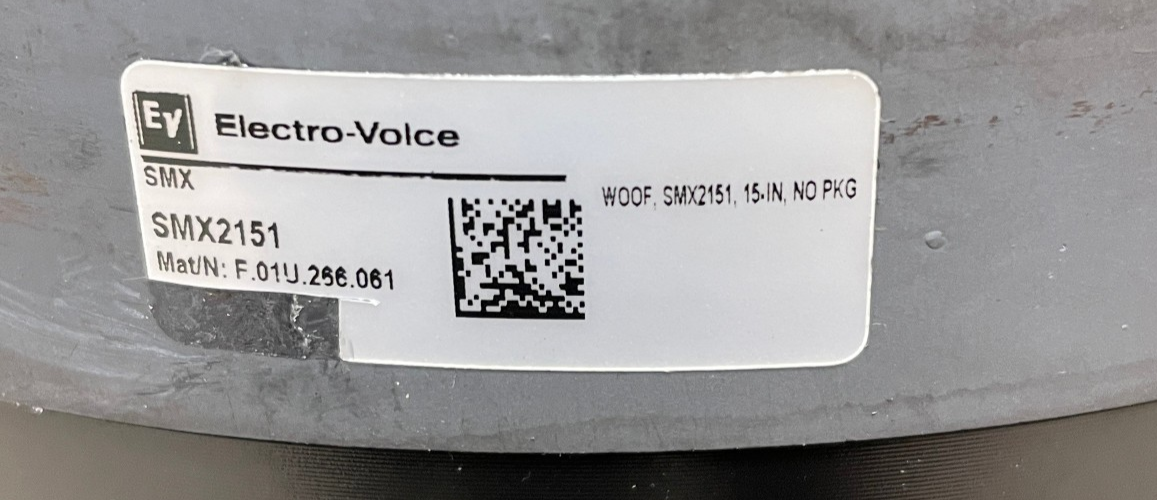 EV Electro-Voice
SMX
SMX2151
Mat/N: F.01U.266.061
WOOF, SMX2151, 15-IN, NO PKG